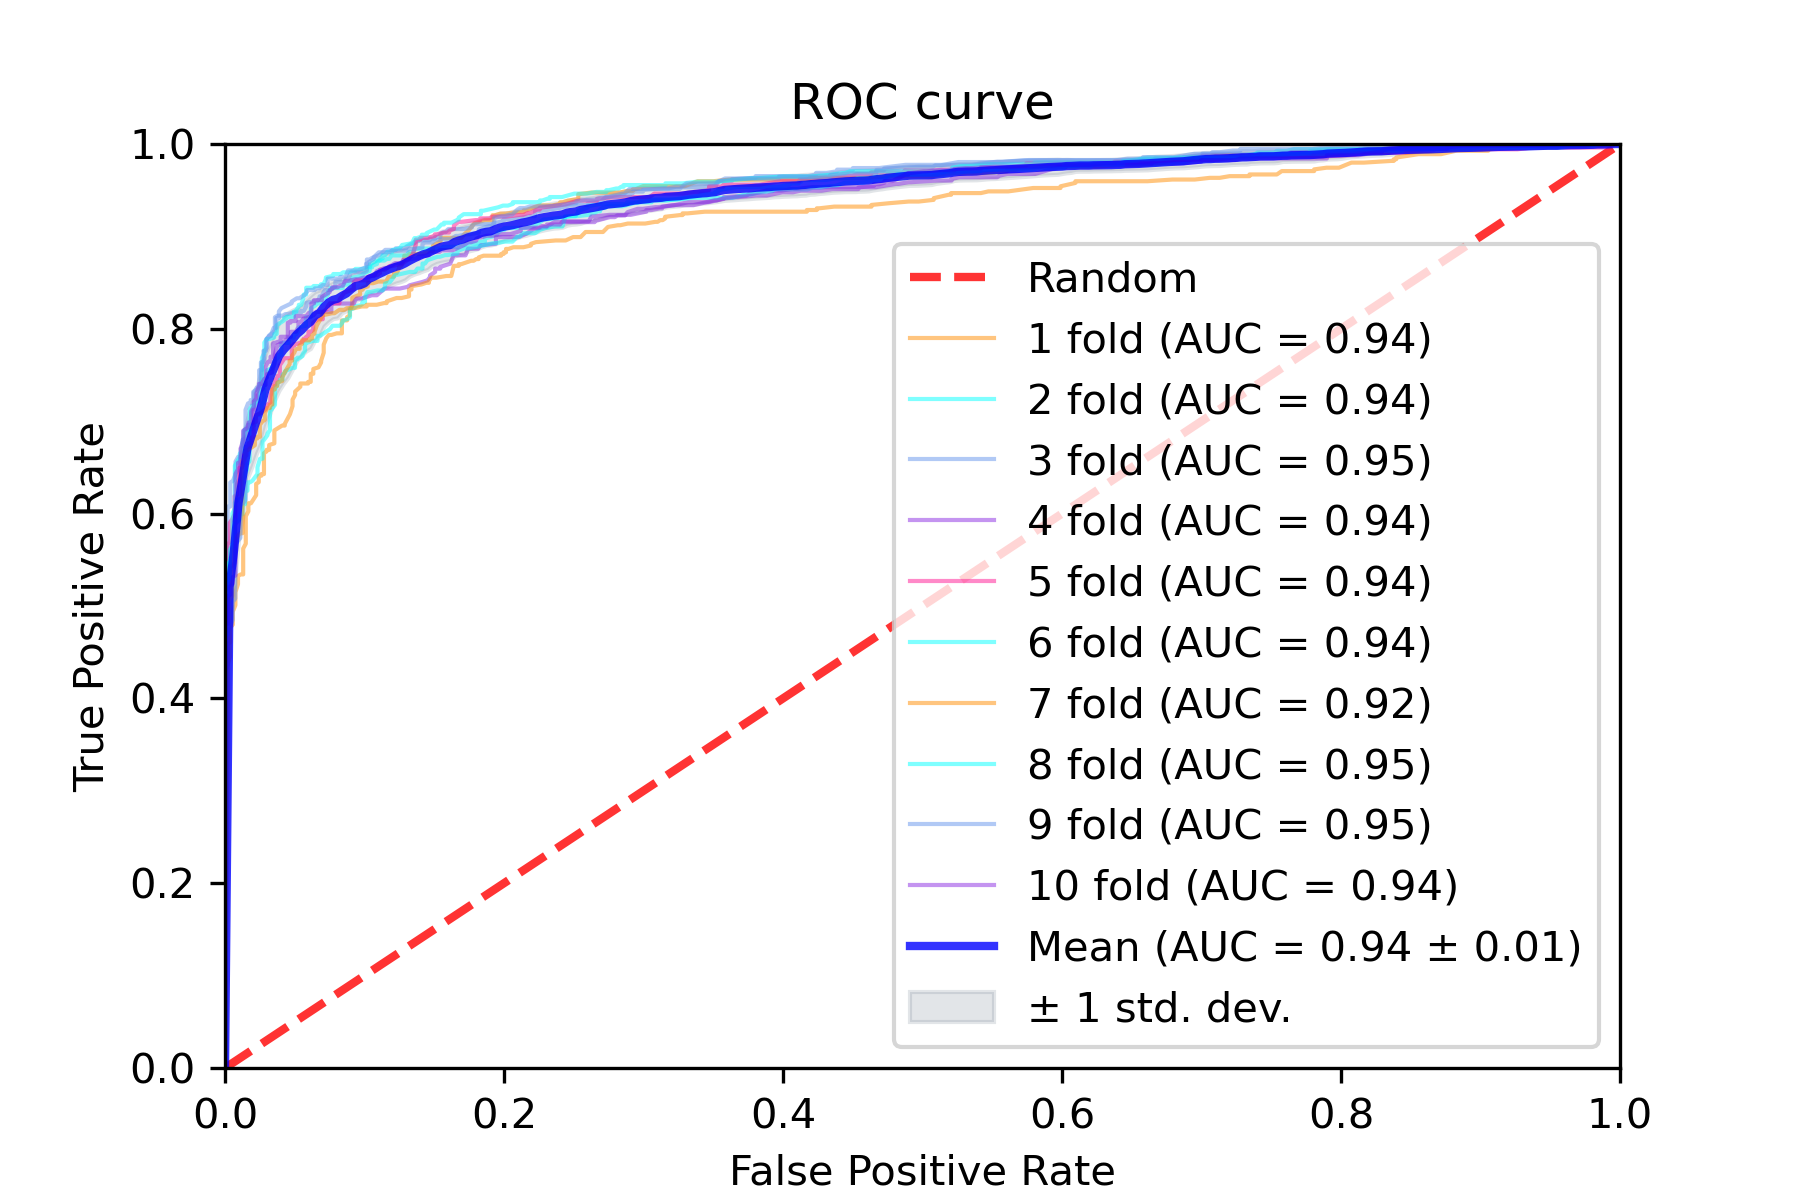 ROC curve
True Positive Rate
1.0
0.8
0.6
0.4
0.2
0.0
Random
1 fold (AUC = 0.94)
2 fold (AUC = 0.94)
3 fold (AUC = 0.95)
4 fold (AUC = 0.94)
5 fold (AUC = 0.94)
6 fold (AUC = 0.94)
7 fold (AUC = 0.92)
8 fold (AUC = 0.95)
9 fold (AUC = 0.95)
10 fold (AUC = 0.94)
Mean (AUC = 0.94 ± 0.01)
± 1 std. dev.
0.0 0.2 0.4 0.6 0.8 1.0
False Positive Rate